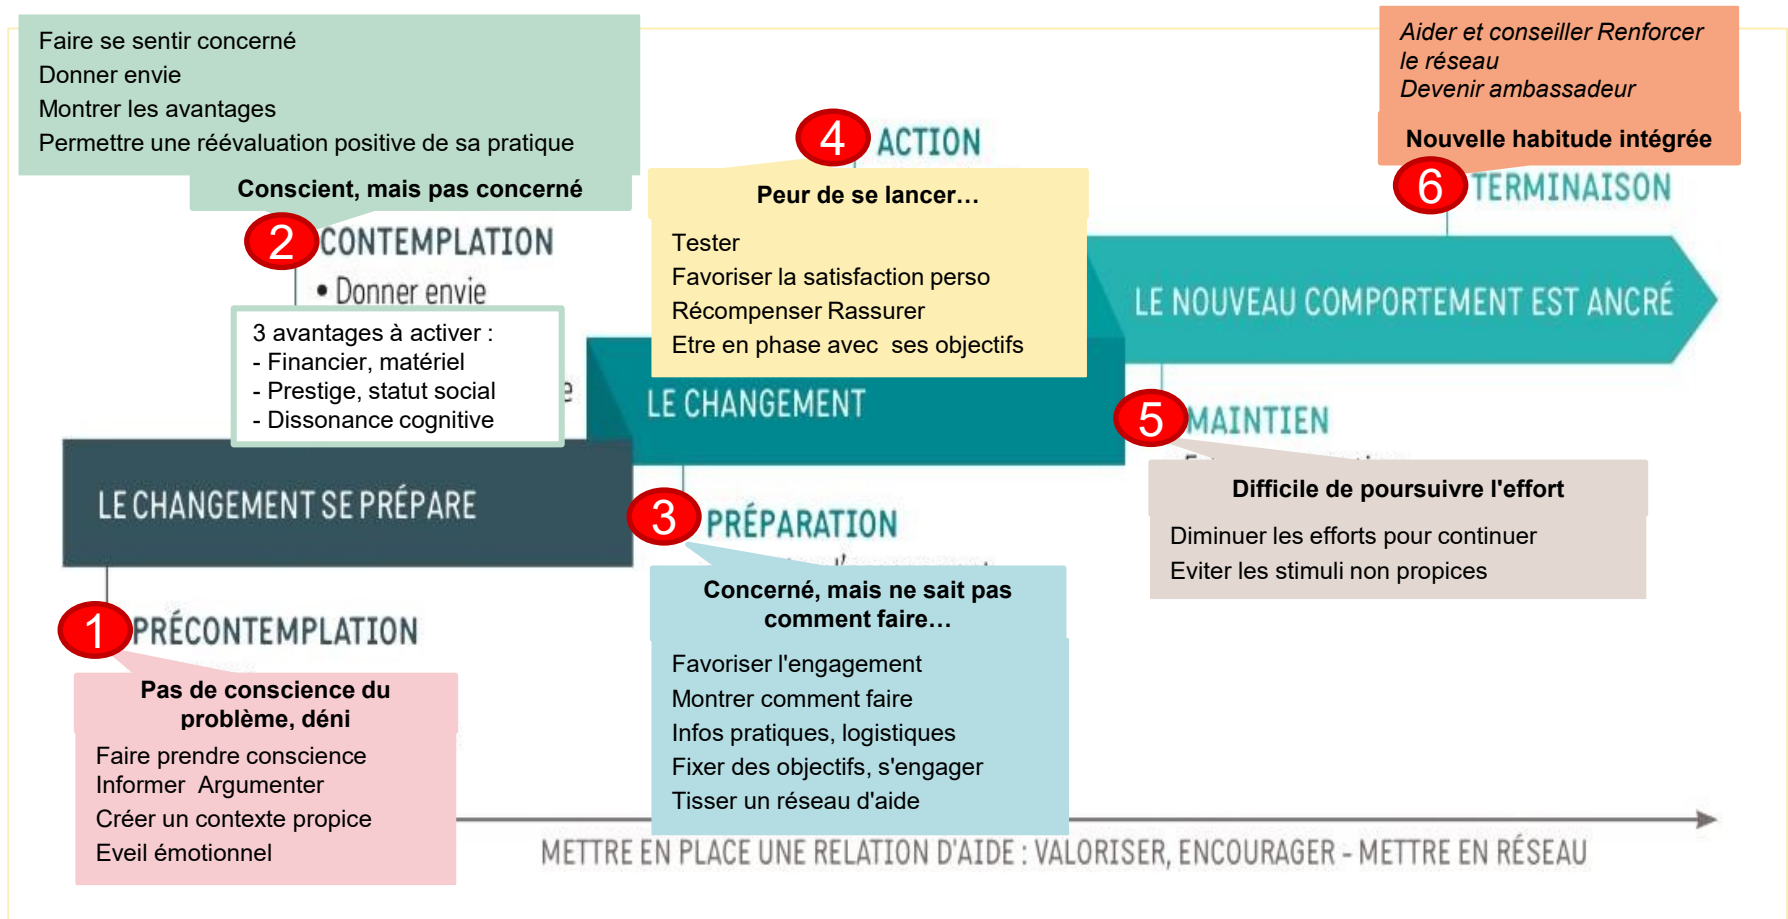 Faire se sentir concerné
Donner envie
Montrer les avantages
Permettre une réévaluation positive de sa pratique
Conscient, mais pas concerné
2
CONTEMPLATION
• Donner envie
3 avantages à activer :
- Financier, matériel
- Prestige, statut social
- Dissonance cognitive
e
LE CHANGEMENT SE PRÉPARE
1
PRÉCONTEMPLATION
Pas de conscience du
problème, déni
Faire prendre conscience
Informer  Argumenter
Créer un contexte propice
Eveil émotionnel
4
ACTION
Peur de se lancer…
Tester
Favoriser la satisfaction perso
Récompenser Rassurer
Etre en phase avec  ses objectifs
LE CHANGEMENT
3
PRÉPARATION
Concerné, mais ne sait pas
comment faire…
Favoriser l'engagement
Montrer comment faire
Infos pratiques, logistiques
Fixer des objectifs, s'engager
Tisser un réseau d'aide
Aider et conseiller Renforcer
le réseau
Devenir ambassadeur
Nouvelle habitude intégrée
6
TERMINAISON
LE NOUVEAU COMPORTEMENT EST ANCRÉ
5
MAINTIEN
Difficile de poursuivre l'effort
Diminuer les efforts pour continuer
Eviter les stimuli non propices
METTRE EN PLACE UNE RELATION D'AIDE : VALORISER, ENCOURAGER - METTRE EN RÉSEAU